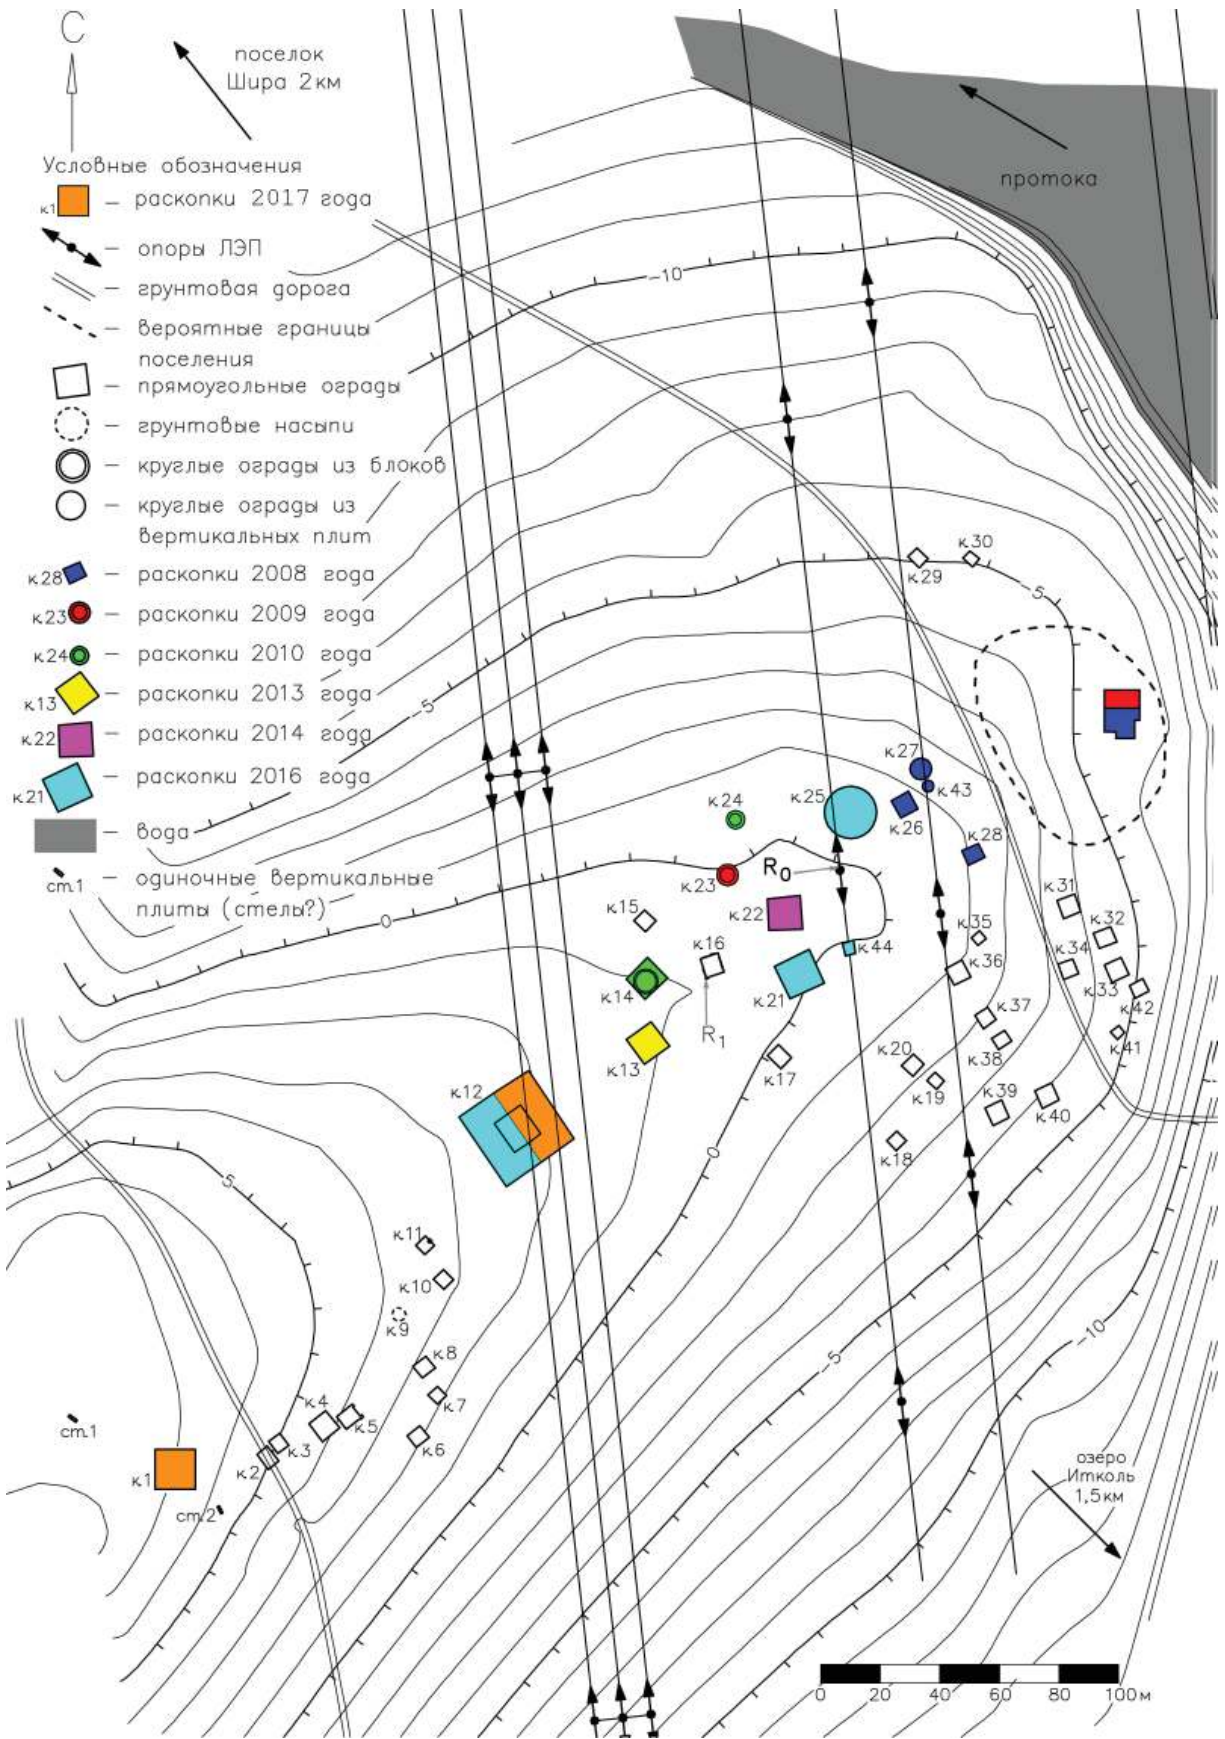 С
поселок
Шира 2км
Условные обозначения
к1 – раскопки 2017 года
– опоры ЛЭП
– грунтовая дорога
– вероятные границы
поселения
– прямоугольные ограды
– грунтовые насыпи
– круглые ограды из блоков
– круглые ограды из
вертикальных плит
к28 – раскопки 2008 года
к23 – раскопки 2009 года
к24 – раскопки 2010 года
к13 – раскопки 2013 года
к22 – раскопки 2014 года
к21 – раскопки 2016 года
– вода
ст.1 – одиночные вертикальные
плиты (стелы?)
протока
-10
к29
к30
-5
-5
к27
к43
к25
к26
к24
к28
R0
к23
к22
к15
0
к31
к32
к35
к44
к16
к36
к34
к33
к42
к14
к21
R1
к37
к38
к41
к13
к17
к20
к19
к39
к40
к12
к18
0
5
к11
к10
к9
к8
к7
к6
-5
-10
к4
к5
к3
к2
ст.1
к1
ст.2
озеро
Итколь
1,5км
0 20 40 60 80 100м